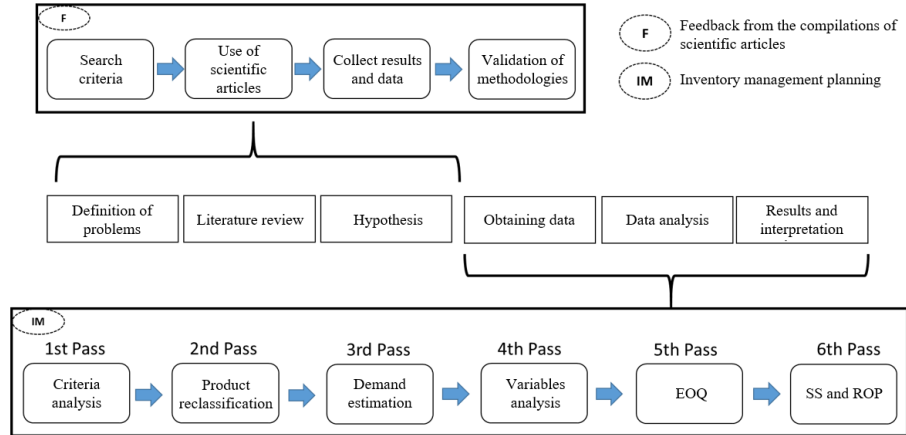 F
Search
criteria
Use of
scientific
articles
Collect results
and data
Validation of
methodologies
F
Feedback from the compilations of
scientific articles
IM
Inventory management planning
Definition of
problems
Literature review
Hypothesis
Obtaining data
Data analysis
Results and
interpretation
IM
1st Pass
2nd Pass
3rd Pass
4th Pass
5th Pass
6th Pass
Criteria
analysis
Product
reclassification
Demand
estimation
Variables
analysis
EOQ
SS and ROP